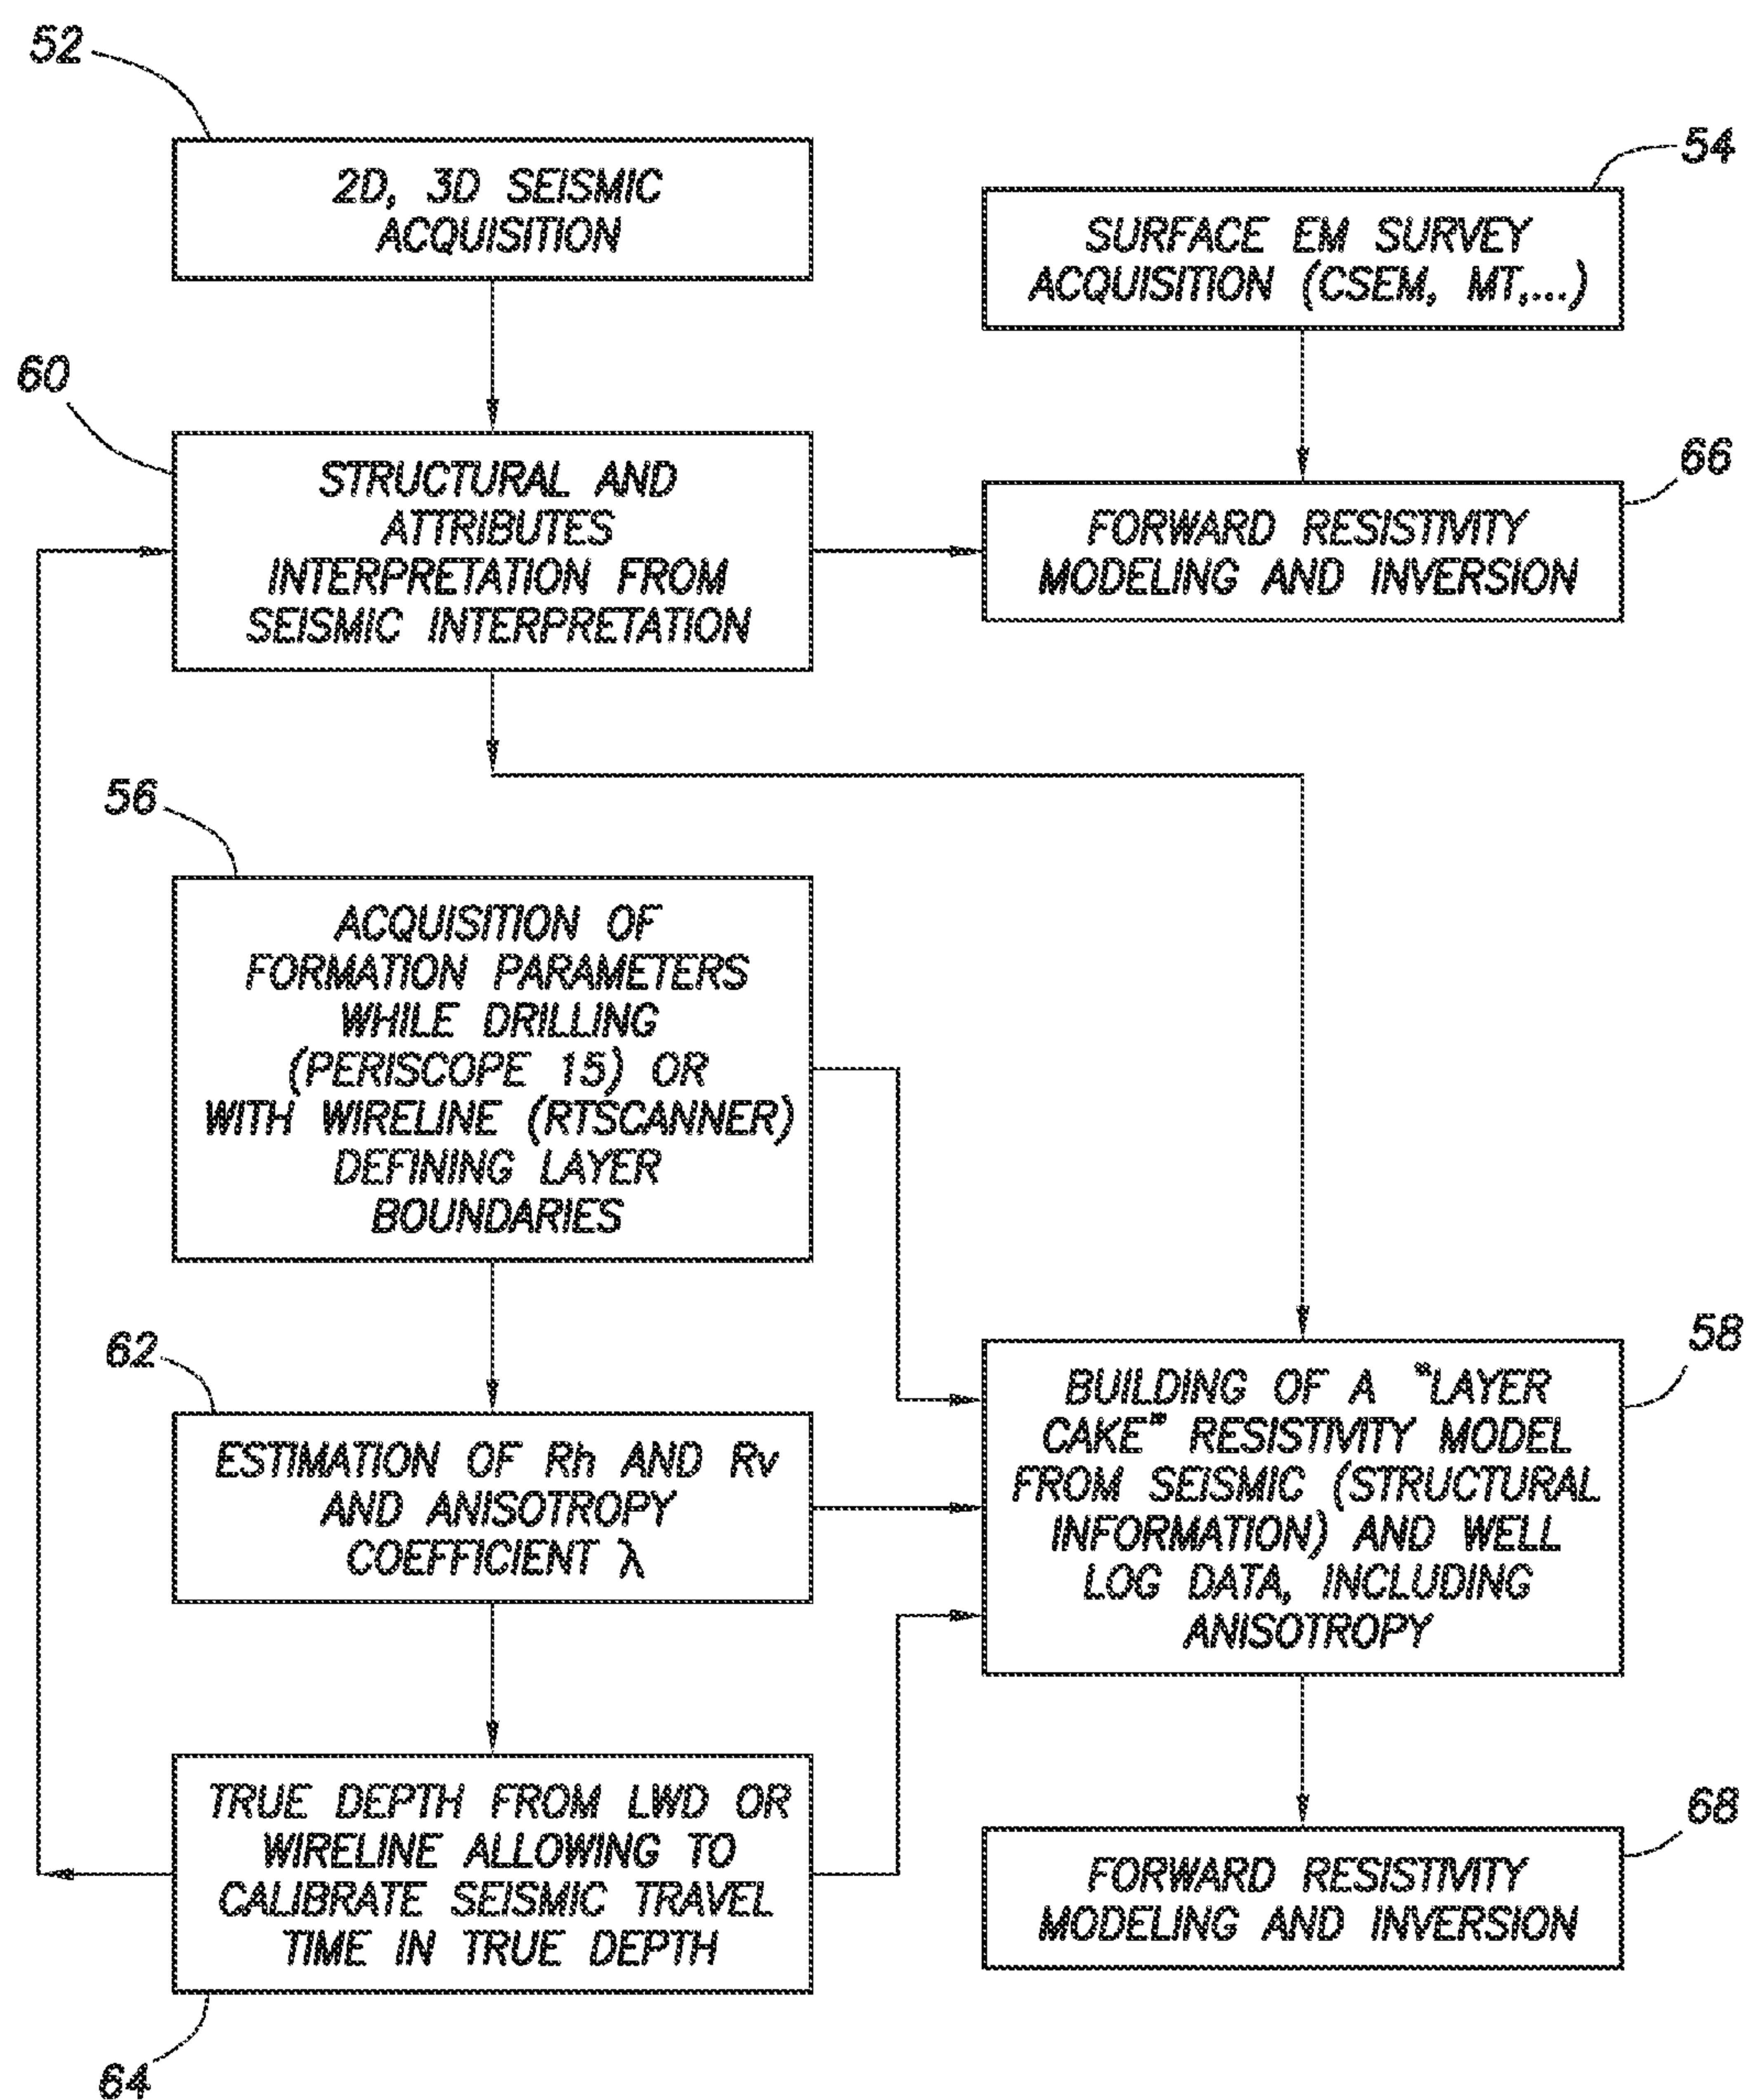 52
2D, 3D SEISMIC
ACQUISITION
54
SURFACE EM SURVEY
ACQUISITION (CSEM, MT,...)
60
STRUCTURAL AND
ATTRIBUTES
INTERPRETATION FROM
SEISMIC INTERPRETATION
66
FORWARD RESISTIVITY
MODELING AND INVERSION
56
ACQUISITION OF
FORMATION PARAMETERS
WHILE DRILLING
(PERISCOPE 15) OR
WITH WIRELINE (RTSCANNER)
DEFINING LAYER
BOUNDARIES
62
ESTIMATION OF Rh AND Rv
AND ANISOTROPY
COEFFICIENT λ
58
BUILDING OF A "LAYER
CAKE" RESISTIVITY MODEL
FROM SEISMIC (STRUCTURAL
INFORMATION) AND WELL
LOG DATA, INCLUDING
ANISOTROPY
TRUE DEPTH FROM LWD OR
WIRELINE ALLOWING TO
CALIBRATE SEISMIC TRAVEL
TIME IN TRUE DEPTH
64
68
FORWARD RESISTIVITY
MODELING AND INVERSION